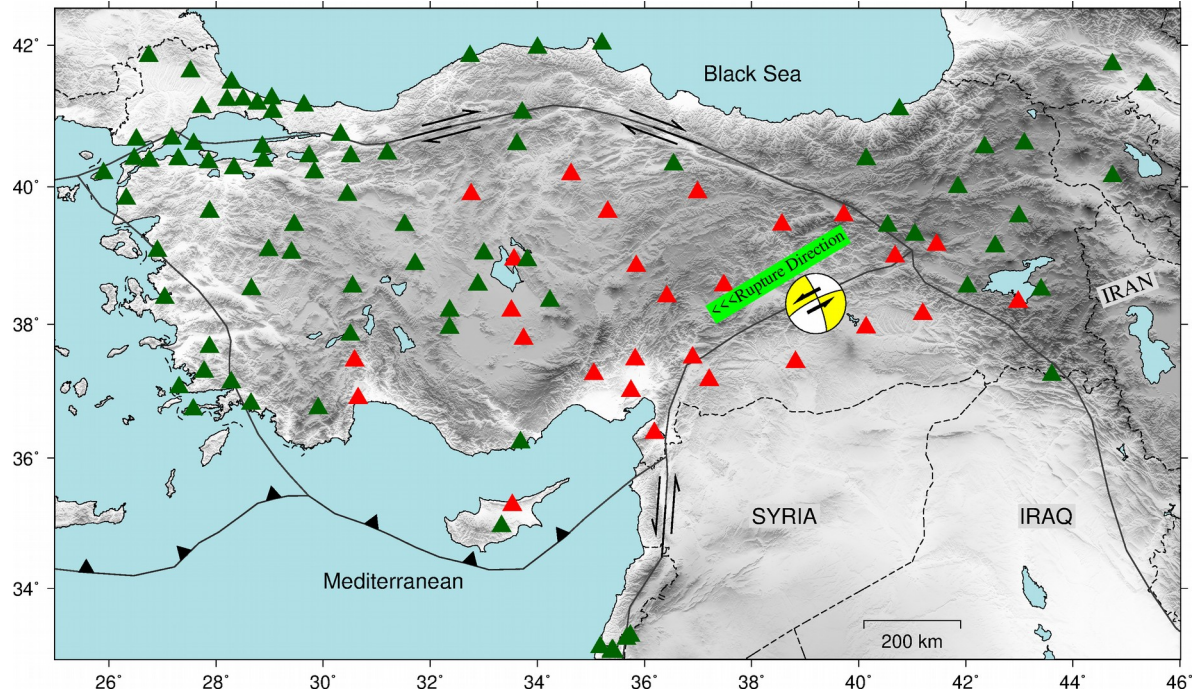 42˚
40˚
38˚
36˚
34˚
Black Sea
<<<Rupture Direction
IRAN
SYRIA
IRAQ
Mediterranean
200 km
26˚ 28˚ 30˚ 32˚ 34˚ 36˚ 38˚ 40˚ 42˚ 44˚ 46˚